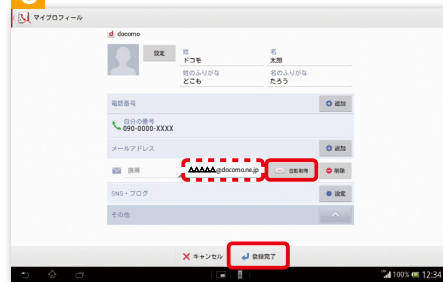 マイプロフィール
docomo
設定
姓
ドコモ
名
太郎
姓のふりがな
どこも
名のふりがな
たろう
電話番号
追加
自分の番号
090-0000-XXXX
メールアドレス
追加
携帯
△△△△△@docomo.ne.jp
自動取得
削除
SNS・ブログ
設定
その他
キャンセル
登録完了
100%
12:34